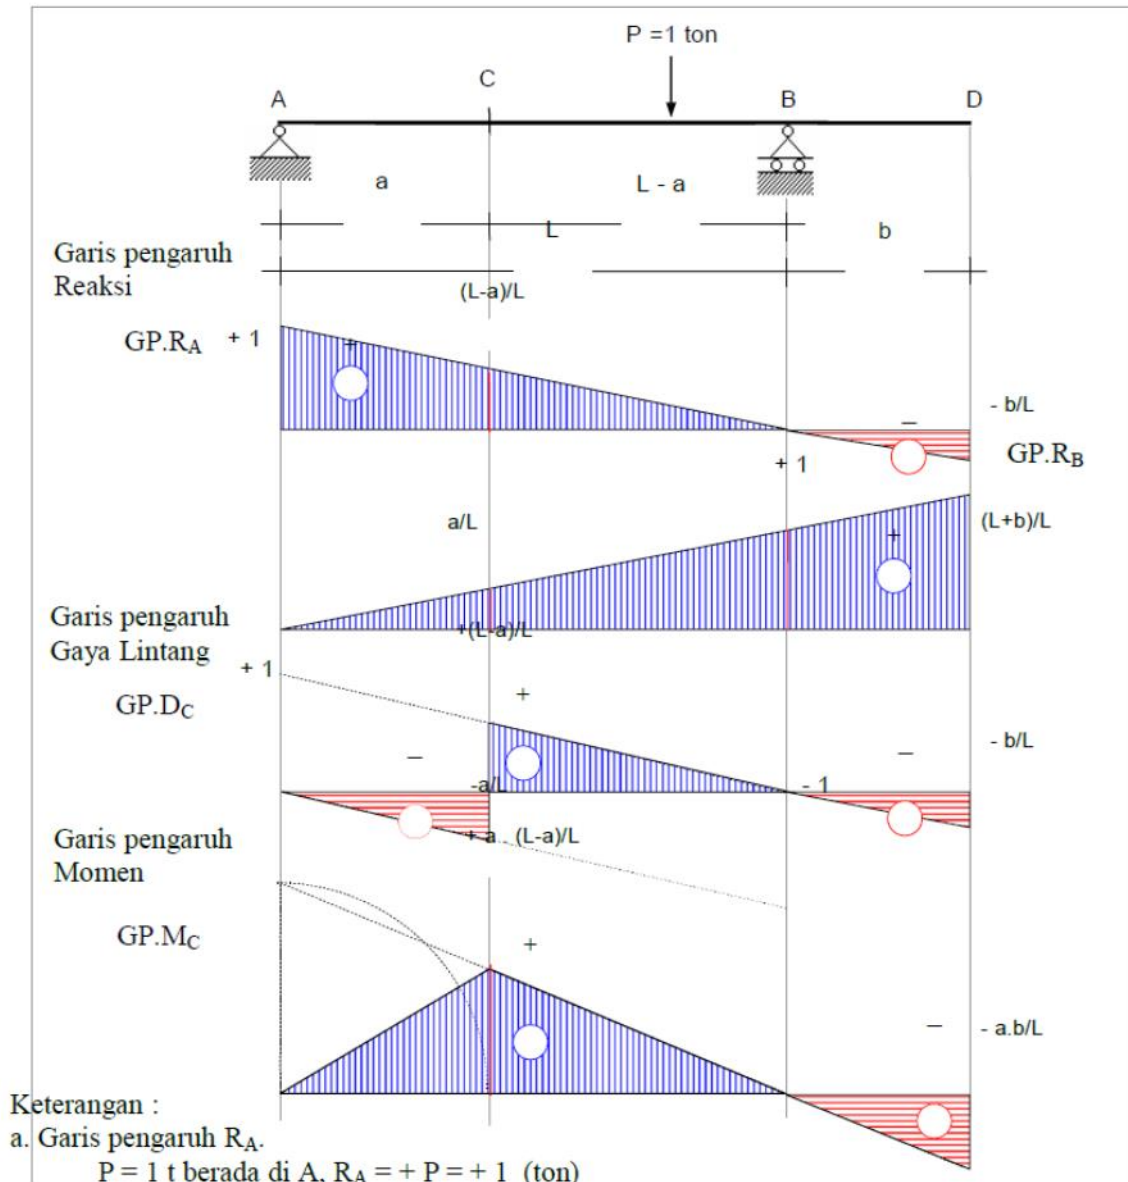 P =1 ton
C
A
B
D
a
L - a
L
b
Garis pengaruh
Reaksi
(L-a)/L
GP.RA
+ 1
+
- b/L
–
GP.RB
+ 1
a/L
(L+b)/L
+
Garis pengaruh
Gaya Lintang
+(L-a)/L
+ 1
GP.DC
+
–
–
- b/L
-a/L
- 1
Garis pengaruh
Momen
+ a . (L-a)/L
GP.MC
+
–
- a.b/L
Keterangan :
a. Garis pengaruh RA.
P = 1 t berada di A, RA = + P = + 1 (ton)